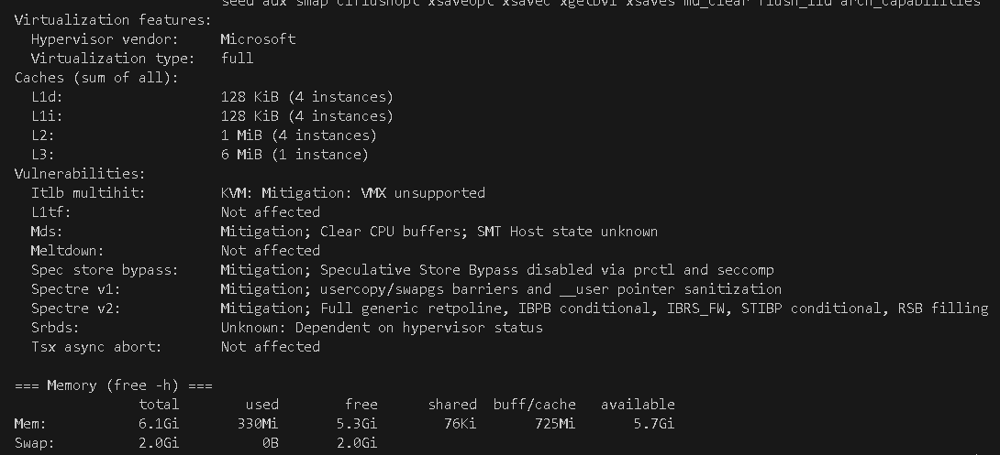 seed adx smap clflushopt xsaveopt xsavec xgetbv1 xsaves md_clear flush_l1d arch_capabilities
Virtualization features:
  Hypervisor vendor:     Microsoft
  Virtualization type:   full
Caches (sum of all):
  L1d:                   128 KiB (4 instances)
  L1i:                   128 KiB (4 instances)
  L2:                    1 MiB (4 instances)
  L3:                    6 MiB (1 instance)
Vulnerabilities:
  Itlb multihit:         KVM: Mitigation: VMX unsupported
  L1tf:                  Not affected
  Mds:                   Mitigation; Clear CPU buffers; SMT Host state unknown
  Meltdown:              Not affected
  Spec store bypass:     Mitigation; Speculative Store Bypass disabled via prctl and seccomp
  Spectre v1:            Mitigation; usercopy/swapgs barriers and __user pointer sanitization
  Spectre v2:            Mitigation; Full generic retpoline, IBPB conditional, IBRS_FW, STIBP conditional, RSB filling
  Srbds:                 Unknown: Dependent on hypervisor status
  Tsx async abort:       Not affected

=== Memory (free -h) ===
               total        used        free      shared  buff/cache   available
Mem:           6.1Gi       330Mi       5.3Gi        76Ki       725Mi       5.7Gi
Swap:          2.0Gi          0B       2.0Gi